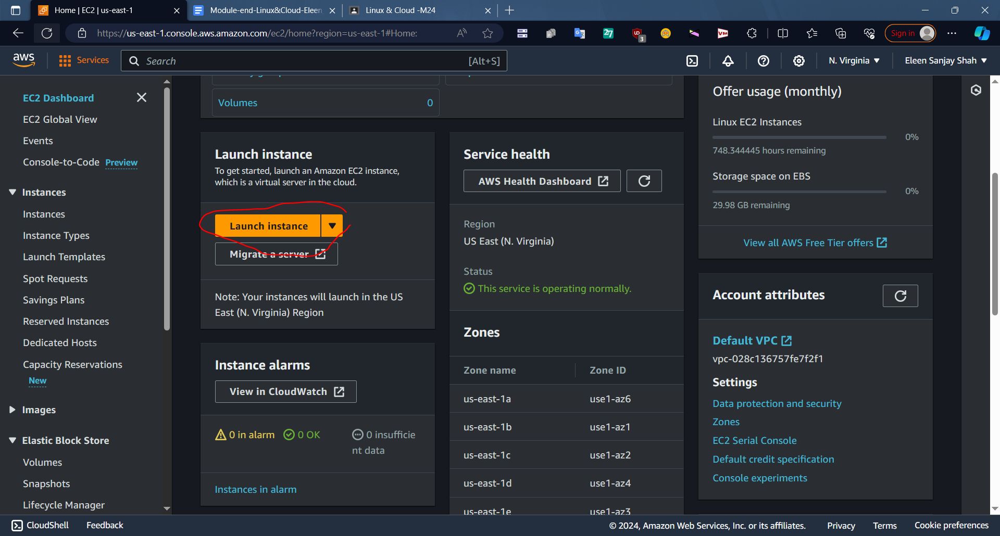 Home | EC2 | us-east-1
Module-end-Linux&Cloud-Eleen
Linux & Cloud -M24
https://us-east-1.console.aws.amazon.com/ec2/home?region=us-east-1#Home:
27
3
VM
Sign in
aws
Services
Search
[Alt+S]
N. Virginia
Eleen Sanjay Shah
EC2 Dashboard
EC2 Global View
Events
Console-to-Code Preview
Instances
Instances
Instance Types
Launch Templates
Spot Requests
Savings Plans
Reserved Instances
Dedicated Hosts
Capacity Reservations
New
Images
Elastic Block Store
Volumes
Snapshots
Lifecycle Manager
Volumes 0
Launch instance
To get started, launch an Amazon EC2 instance,
which is a virtual server in the cloud.
Launch instance
Migrate a server
Note: Your instances will launch in the US
East (N. Virginia) Region
Instance alarms
View in CloudWatch
0 in alarm 0 OK 0 insufficie
nt data
Instances in alarm
Service health
AWS Health Dashboard
Region
US East (N. Virginia)
Status
This service is operating normally.
Zones
Zone name Zone ID
us-east-1a use1-az6
us-east-1b use1-az1
us-east-1c use1-az2
us-east-1d use1-az4
us-east-1e use1-az3
Offer usage (monthly)
Linux EC2 Instances
0%
748.344445 hours remaining
Storage space on EBS
0%
29.98 GB remaining
View all AWS Free Tier offers
Account attributes
Default VPC
vpc-028c136757fe7f2f1
Settings
Data protection and security
Zones
EC2 Serial Console
Default credit specification
Console experiments
CloudShell
Feedback
© 2024, Amazon Web Services, Inc. or its affiliates.
Privacy
Terms
Cookie preferences